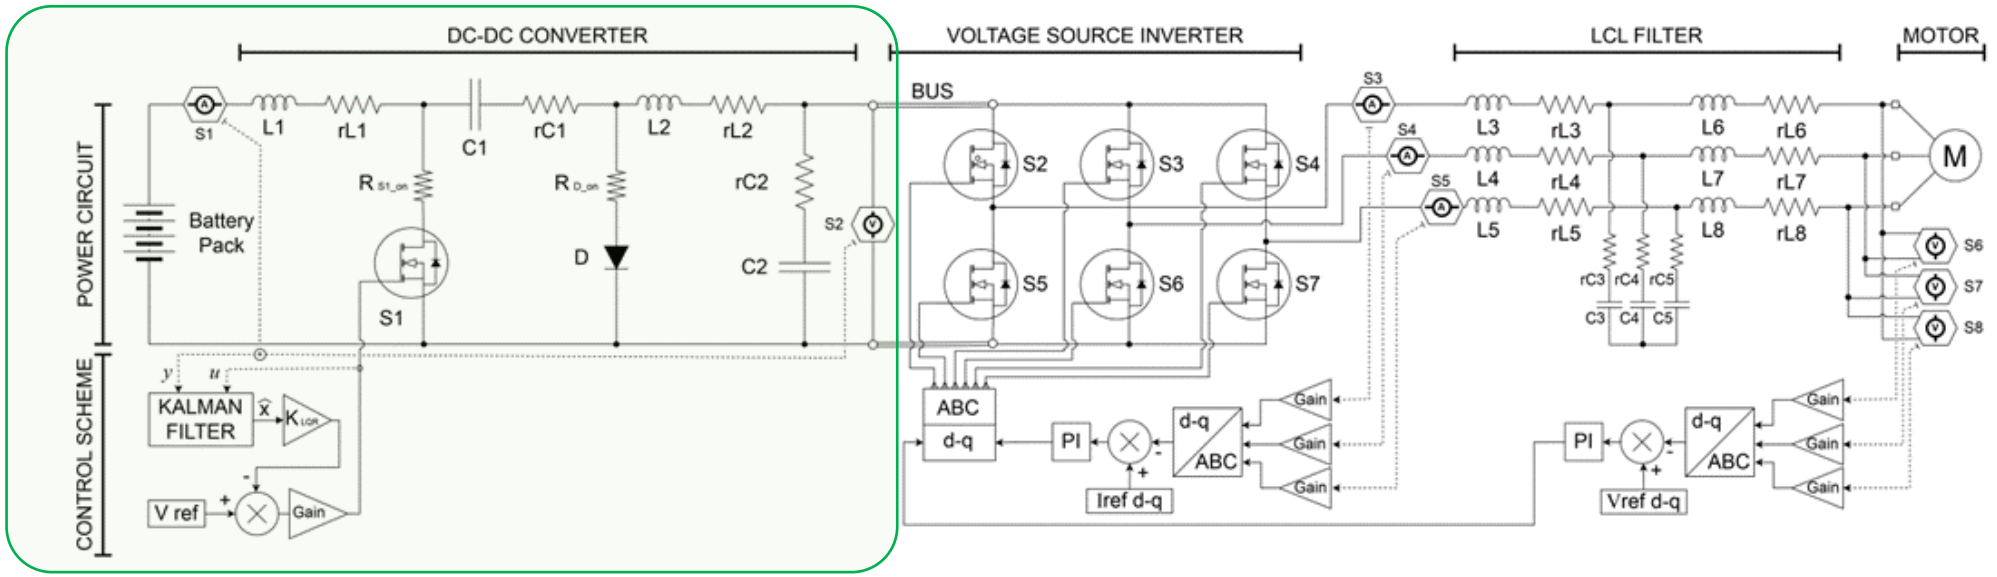 DC-DC CONVERTER
VOLTAGE SOURCE INVERTER
LCL FILTER
MOTOR
POWER CIRCUIT
CONTROL SCHEME
S1
L1
rL1
C1
rC1
L2
rL2
BUS
R S1_on
R D_on
rC2
S2
Battery
Pack
D
C2
S1
S2
S3
S4
S5
S6
S7
S3
S4
S5
L3
rL3
L6
rL6
L4
rL4
L7
rL7
L5
rL5
L8
rL8
A
A
A
A
V
M
rC3
rC4
rC5
C3
C4
C5
V
S6
V
S7
V
S8
y
u
KALMAN
FILTER
x̂
K LQR
-
+
V ref
Gain
ABC
d-q
PI
-
+
Iref d-q
d-q
ABC
Gain
Gain
Gain
PI
-
+
Vref d-q
d-q
ABC
Gain
Gain
Gain